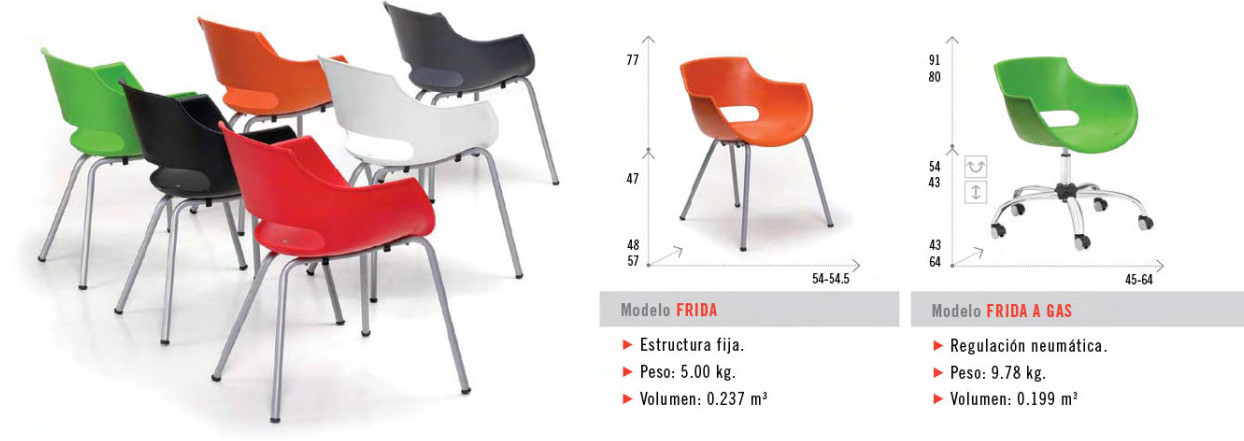 77
47
48
57
54-54.5
Modelo FRIDA
► Estructura fija.
► Peso: 5.00 kg.
► Volumen: 0.237 m³
91
80
54
43
43
64
45-64
Modelo FRIDA A GAS
► Regulación neumática.
► Peso: 9.78 kg.
► Volumen: 0.199 m³